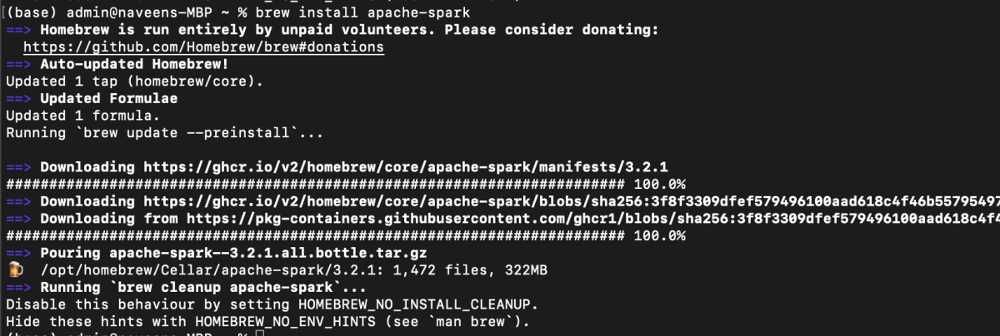 (base) admin@naveens-MBP ~ % brew install apache-spark
==> Homebrew is run entirely by unpaid volunteers. Please consider donating:
https://github.com/Homebrew/brew#donations
==> Auto-updated Homebrew!
Updated 1 tap (homebrew/core).
==> Updated Formulae
Updated 1 formula.
Running `brew update --preinstall`...
==> Downloading https://ghcr.io/v2/homebrew/core/apache-spark/manifests/3.2.1
######################################################################## 100.0%
==> Downloading https://ghcr.io/v2/homebrew/core/apache-spark/blobs/sha256:3f8f3309dfef579496100aad618c4f46b55795497
==> Downloading from https://pkg-containers.githubusercontent.com/ghcr1/blobs/sha256:3f8f3309dfef579496100aad618c4f4
######################################################################## 100.0%
==> Pouring apache-spark--3.2.1.all.bottle.tar.gz
🍺 /opt/homebrew/Cellar/apache-spark/3.2.1: 1,472 files, 322MB
==> Running `brew cleanup apache-spark`...
Disable this behaviour by setting HOMEBREW_NO_INSTALL_CLEANUP.
Hide these hints with HOMEBREW_NO_ENV_HINTS (see `man brew`).
(base) admin@naveens-MBP ~ %